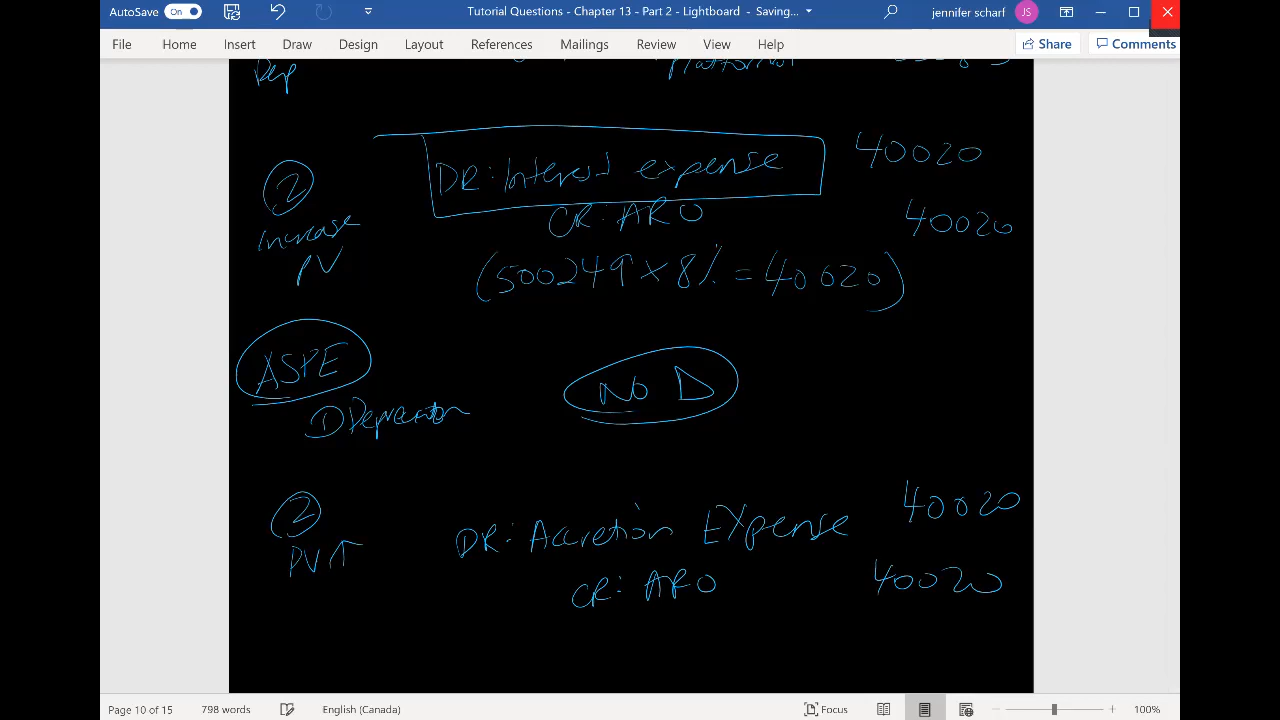 AutoSave On Tutorial Questions - Chapter 13 - Part 2 - Lightboard - Saving... jennifer scharf JS
File Home Insert Draw Design Layout References Mailings Review View Help Share Comments
Dep
② DR: Interest expense 40020
Increase PV CR: ARO 40020
(500249 × 8% = 40020)
ASPE
① Depreciation NO Δ
② DR: Accretion Expense 40020
PV↑ CR: ARO 40020
Page 10 of 15 798 words English (Canada) Focus 100%